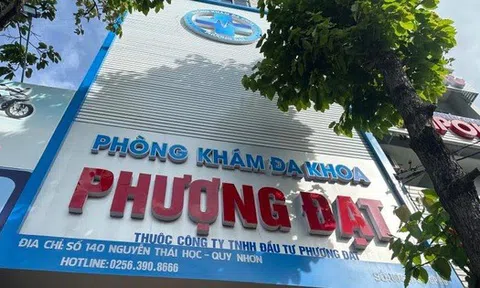 PHÒNG KHÁM ĐA KHOA
PHƯỢNG ĐẠT
THUỘC CÔNG TY TNHH ĐẦU TƯ PHƯỢNG ĐẠT
ĐỊA CHỈ: SỐ 140 NGUYỄN THÁI HỌC - QUY NHƠN
HOTLINE: 0256.390.8666